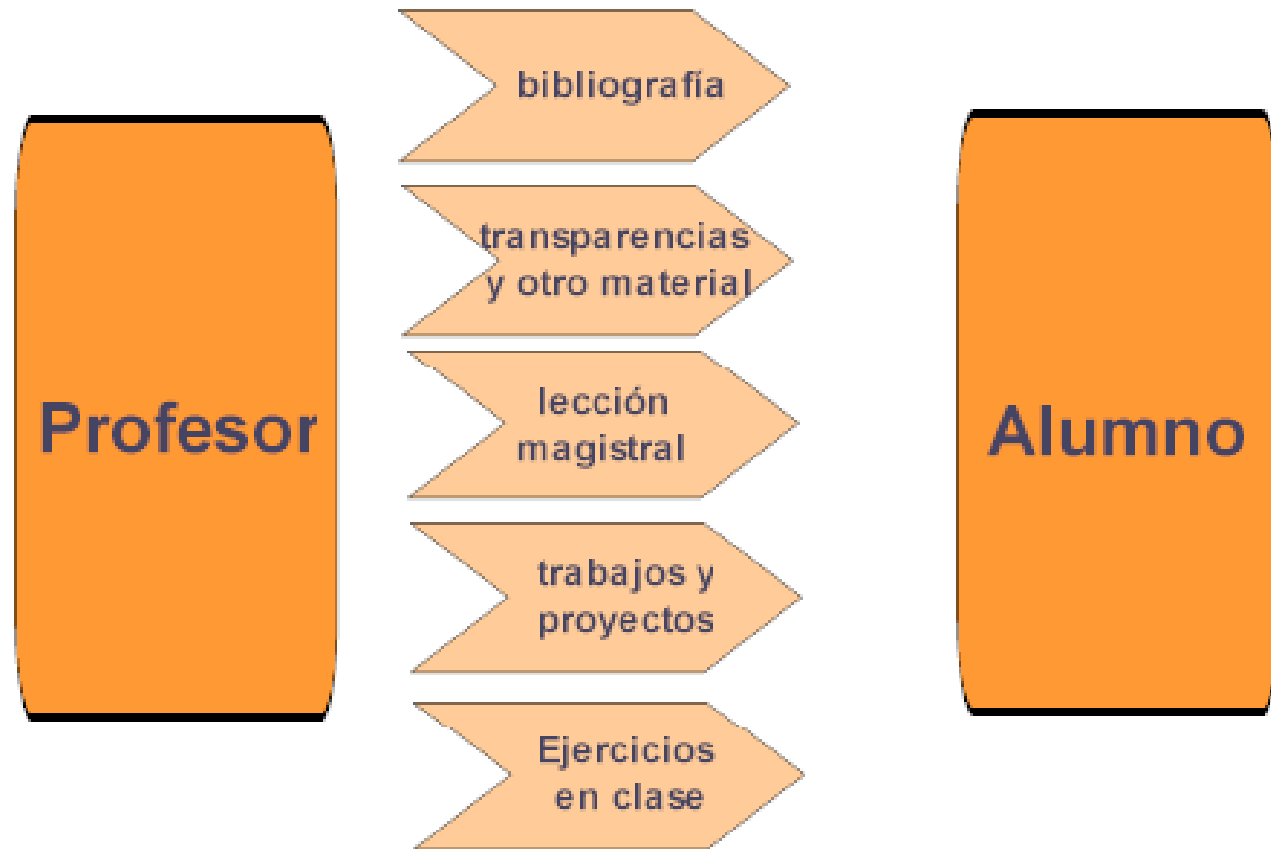 Profesor
bibliografía
transparencias
y otro material
lección
magistral
trabajos y
proyectos
Ejercicios
en clase
Alumno